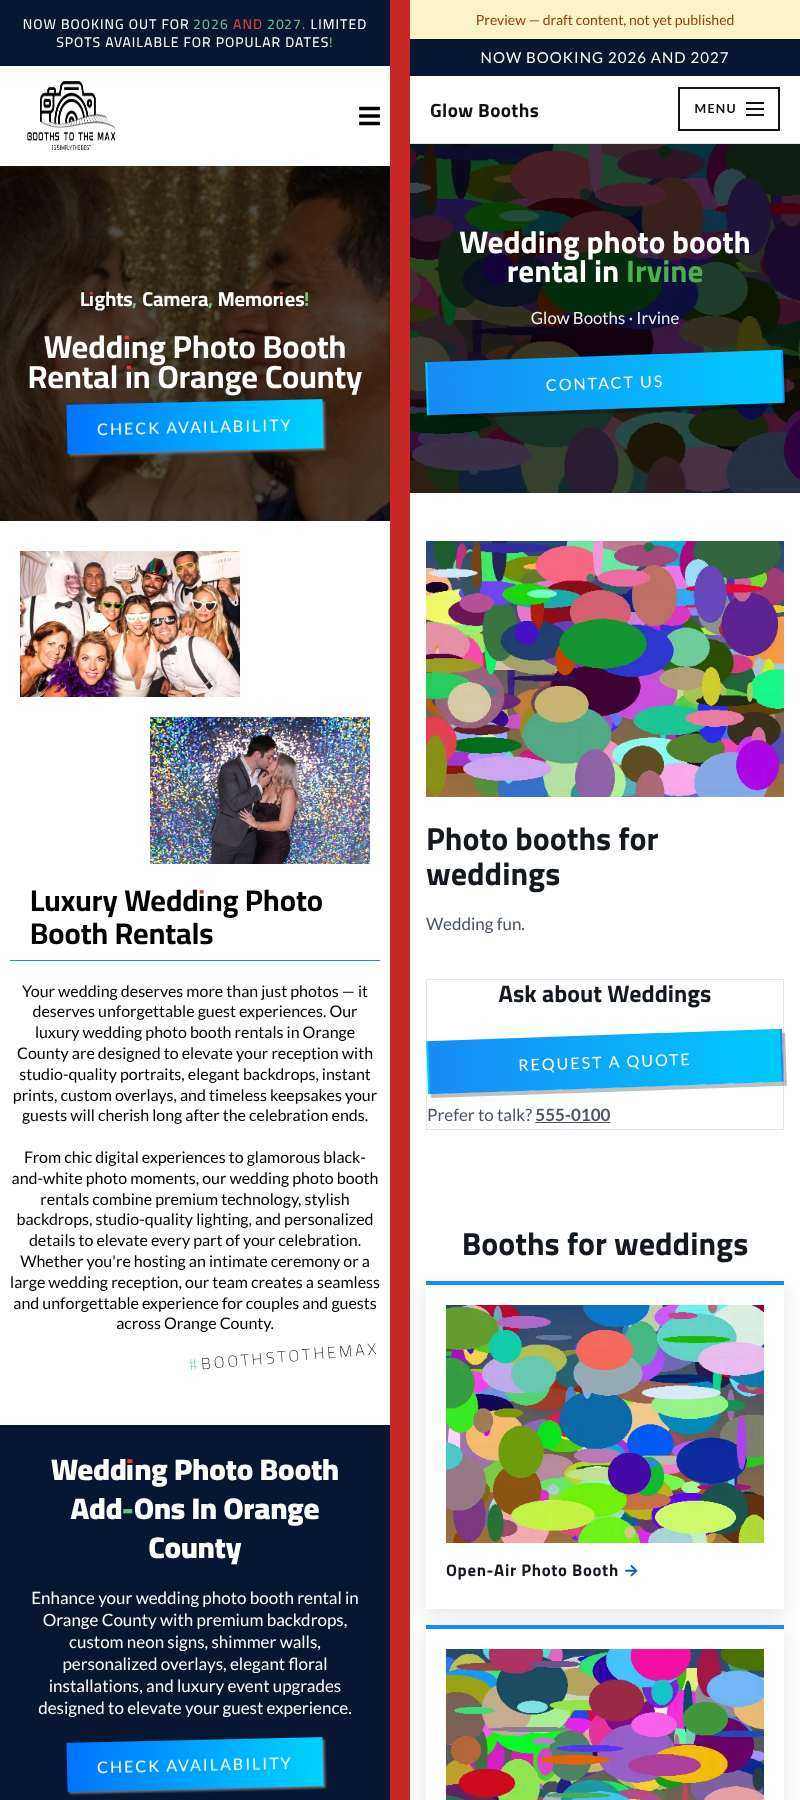 NOW BOOKING OUT FOR 2026 AND 2027. LIMITED
SPOTS AVAILABLE FOR POPULAR DATES!
BOOTHS TO THE MAX
Lights, Camera, Memories!
Wedding Photo Booth
Rental in Orange County
CHECK AVAILABILITY
Luxury Wedding Photo
Booth Rentals
Your wedding deserves more than just photos — it
deserves unforgettable guest experiences. Our
luxury wedding photo booth rentals in Orange
County are designed to elevate your reception with
studio-quality portraits, elegant backdrops, instant
prints, custom overlays, and timeless keepsakes your
guests will cherish long after the celebration ends.
From chic digital experiences to glamorous black-
and-white photo moments, our wedding photo booth
rentals combine premium technology, stylish
backdrops, studio-quality lighting, and personalized
details to elevate every part of your celebration.
Whether you're hosting an intimate ceremony or a
large wedding reception, our team creates a seamless
and unforgettable experience for couples and guests
across Orange County.
#BOOTHSTOTHEMAX
Wedding Photo Booth
Add-Ons In Orange
County
Enhance your wedding photo booth rental in
Orange County with premium backdrops,
custom neon signs, shimmer walls,
personalized overlays, elegant floral
installations, and luxury event upgrades
designed to elevate your guest experience.
CHECK AVAILABILITY
Preview — draft content, not yet published
NOW BOOKING 2026 AND 2027
Glow Booths
MENU
Wedding photo booth
rental in Irvine
Glow Booths · Irvine
CONTACT US
Photo booths for
weddings
Wedding fun.
Ask about Weddings
REQUEST A QUOTE
Prefer to talk? 555-0100
Booths for weddings
Open-Air Photo Booth →